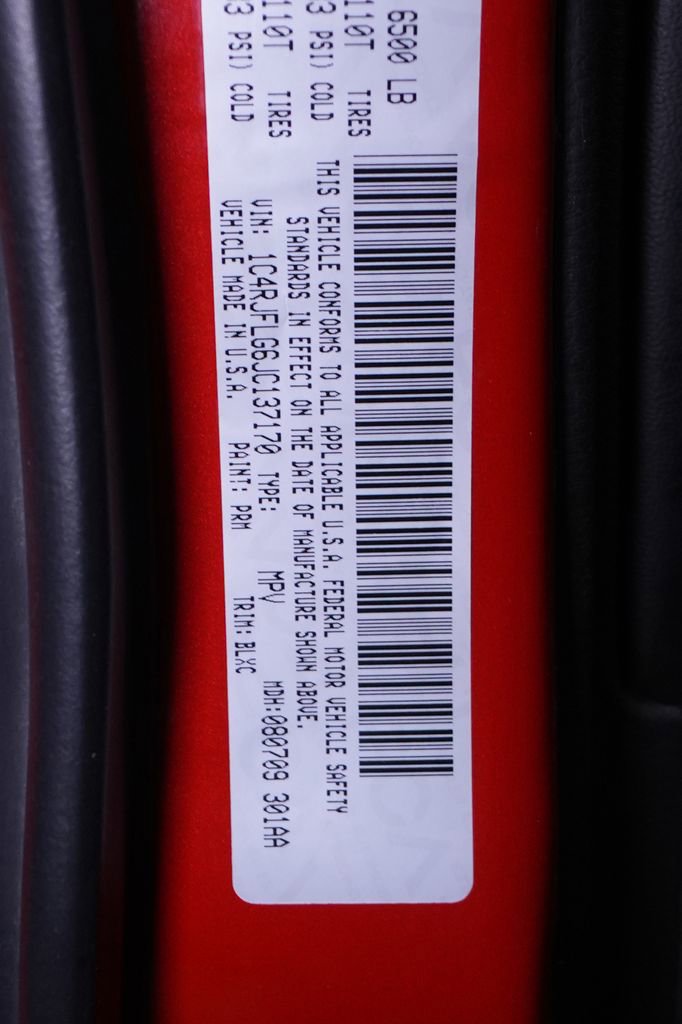 6500 LB
110T TIRES
3 PSI) COLD
110T TIRES
3 PSI) COLD
THIS VEHICLE CONFORMS TO ALL APPLICABLE U.S.A. FEDERAL MOTOR VEHICLE SAFETY
STANDARDS IN EFFECT ON THE DATE OF MANUFACTURE SHOWN ABOVE.
VIN: 1C4RJFLG6JC137170 TYPE: MPV MDH:080709 301AA
VEHICLE MADE IN U.S.A. PAINT: PRM TRIM: BLXC